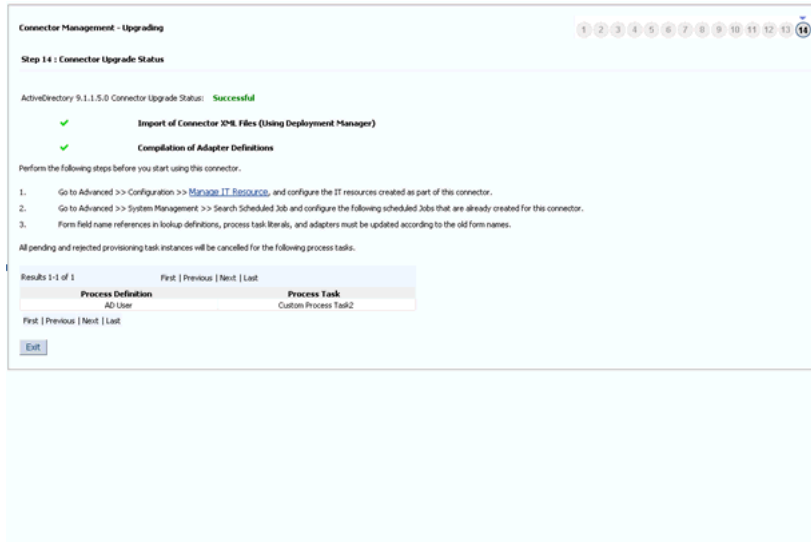 Connector Management - Upgrading
1 2 3 4 5 6 7 8 9 10 11 12 13 14
Step 14 : Connector Upgrade Status
ActiveDirectory 9.1.1.5.0 Connector Upgrade Status: Successful
Import of Connector XML Files (Using Deployment Manager)
Compilation of Adapter Definitions
Perform the following steps before you start using this connector.
1. Go to Advanced >> Configuration >> Manage IT Resource, and configure the IT resources created as part of this connector.
2. Go to Advanced >> System Management >> Search Scheduled Job and configure the following scheduled Jobs that are already created for this connector.
3. Form field name references in lookup definitions, process task literals, and adapters must be updated according to the old form names.
All pending and rejected provisioning task instances will be cancelled for the following process tasks.
Results 1-1 of 1 First | Previous | Next | Last
Process Definition Process Task
AD User Custom Process Task2
First | Previous | Next | Last
Exit